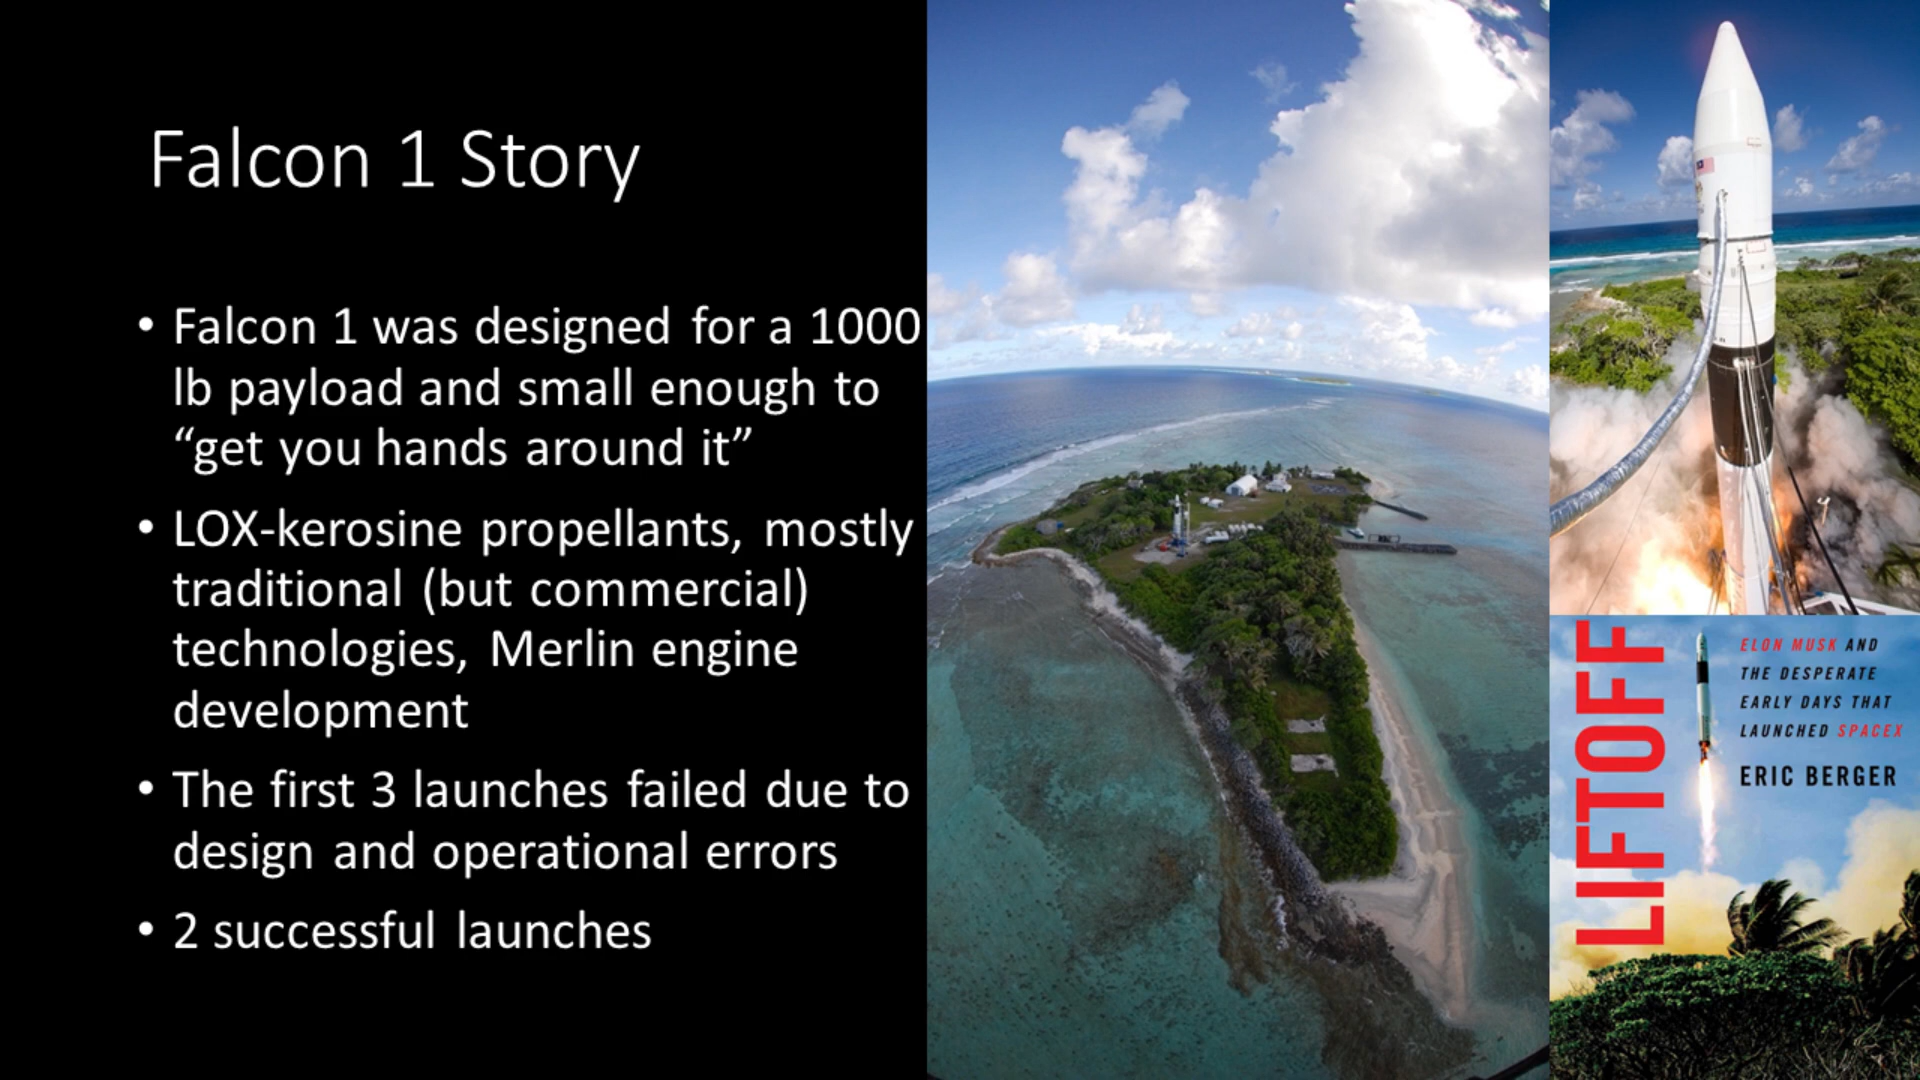 Falcon 1 Story
• Falcon 1 was designed for a 1000
lb payload and small enough to
“get you hands around it”
• LOX-kerosine propellants, mostly
traditional (but commercial)
technologies, Merlin engine
development
• The first 3 launches failed due to
design and operational errors
• 2 successful launches
LIFTOFF
ELON MUSK AND
THE DESPERATE
EARLY DAYS THAT
LAUNCHED SPACEX
ERIC BERGER